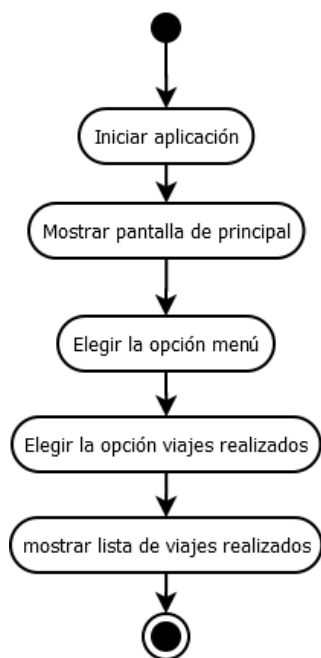 Iniciar aplicación
Mostrar pantalla de principal
Elegir la opción menú
Elegir la opción viajes realizados
mostrar lista de viajes realizados